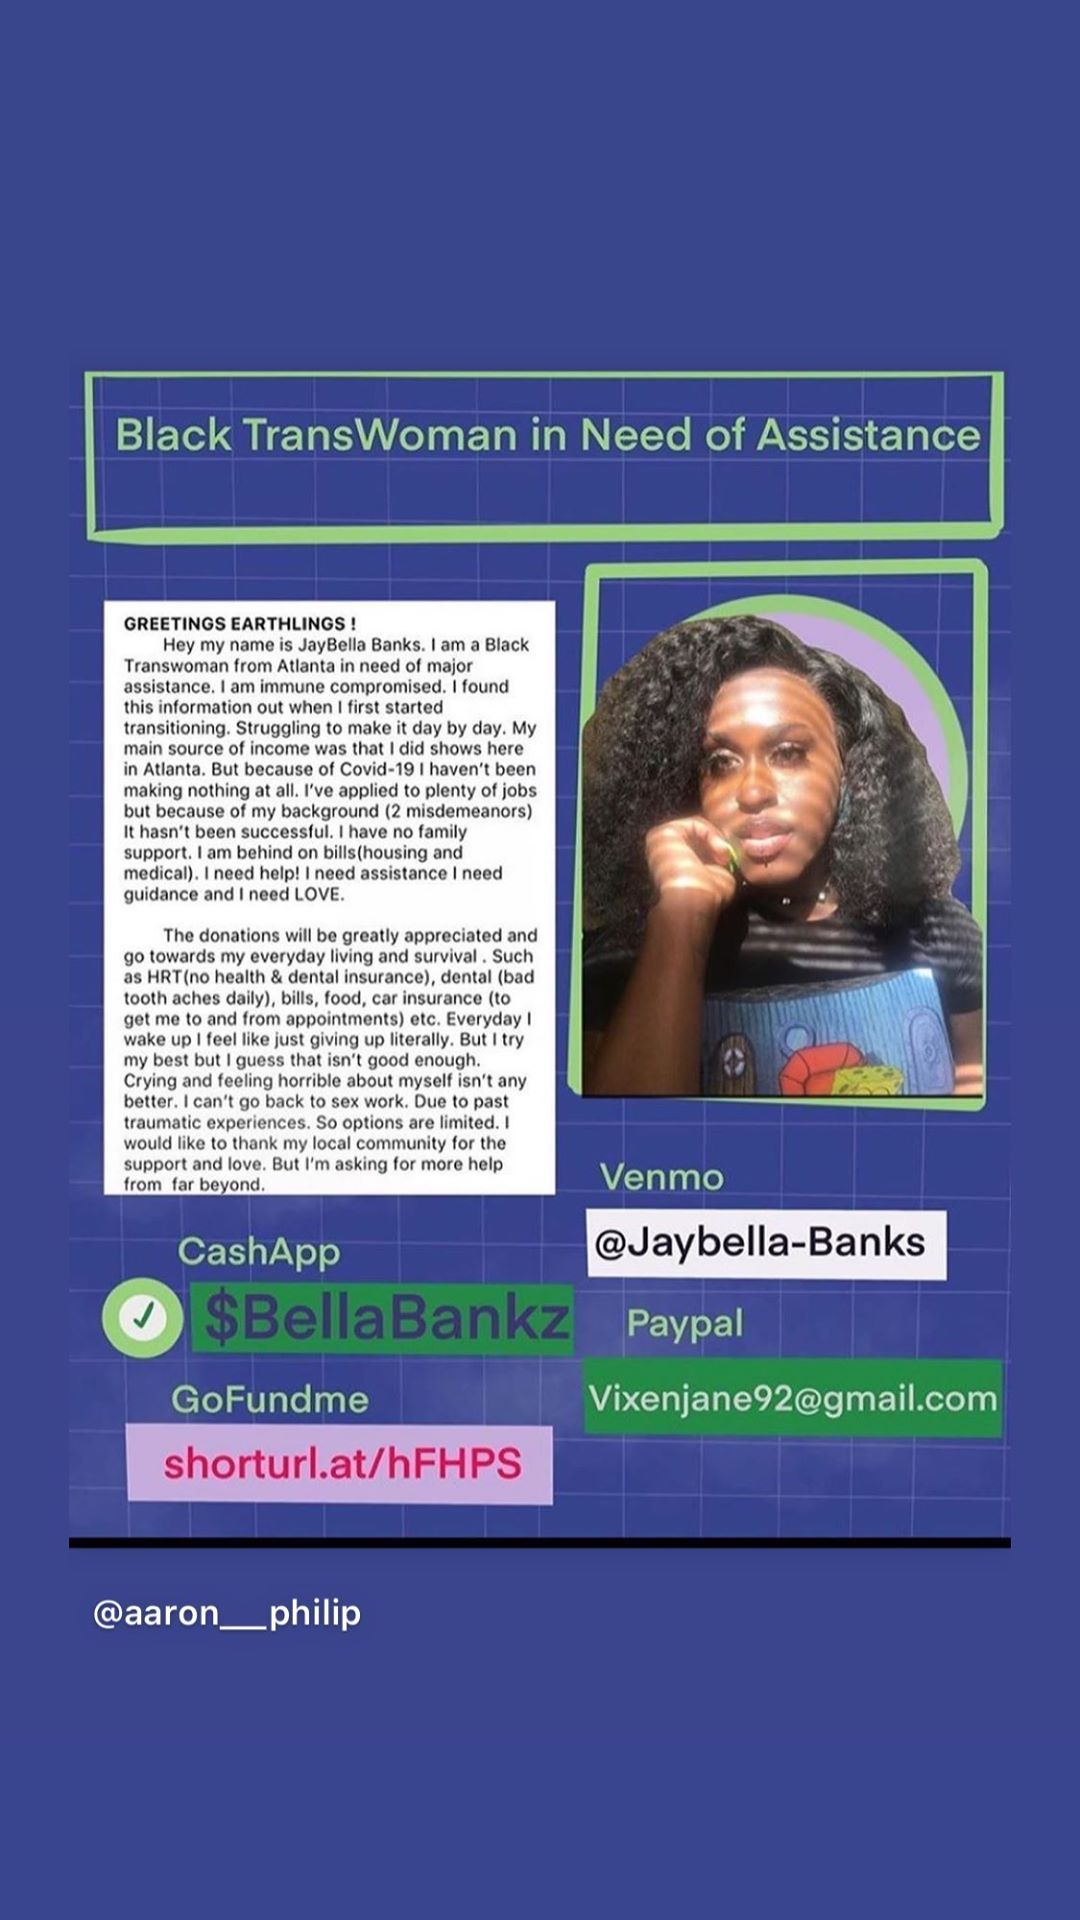 Black TransWoman in Need of Assistance
GREETINGS EARTHLINGS !
Hey my name is JayBella Banks. I am a Black
Transwoman from Atlanta in need of major
assistance. I am immune compromised. I found
this information out when I first started
transitioning. Struggling to make it day by day. My
main source of income was that I did shows here
in Atlanta. But because of Covid-19 I haven't been
making nothing at all. I've applied to plenty of jobs
but because of my background (2 misdemeanors)
It hasn't been successful. I have no family
support. I am behind on bills(housing and
medical). I need help! I need assistance I need
guidance and I need LOVE.
The donations will be greatly appreciated and
go towards my everyday living and survival . Such
as HRT(no health & dental insurance), dental (bad
tooth aches daily), bills, food, car insurance (to
get me to and from appointments) etc. Everyday I
wake up I feel like just giving up literally. But I try
my best but I guess that isn't good enough.
Crying and feeling horrible about myself isn't any
better. I can't go back to sex work. Due to past
traumatic experiences. So options are limited. I
would like to thank my local community for the
support and love. But I'm asking for more help
from  far beyond.
Venmo
@Jaybella-Banks
CashApp
$BellaBankz
Paypal
Vixenjane92@gmail.com
GoFundme
shorturl.at/hFHPS
@aaron___philip